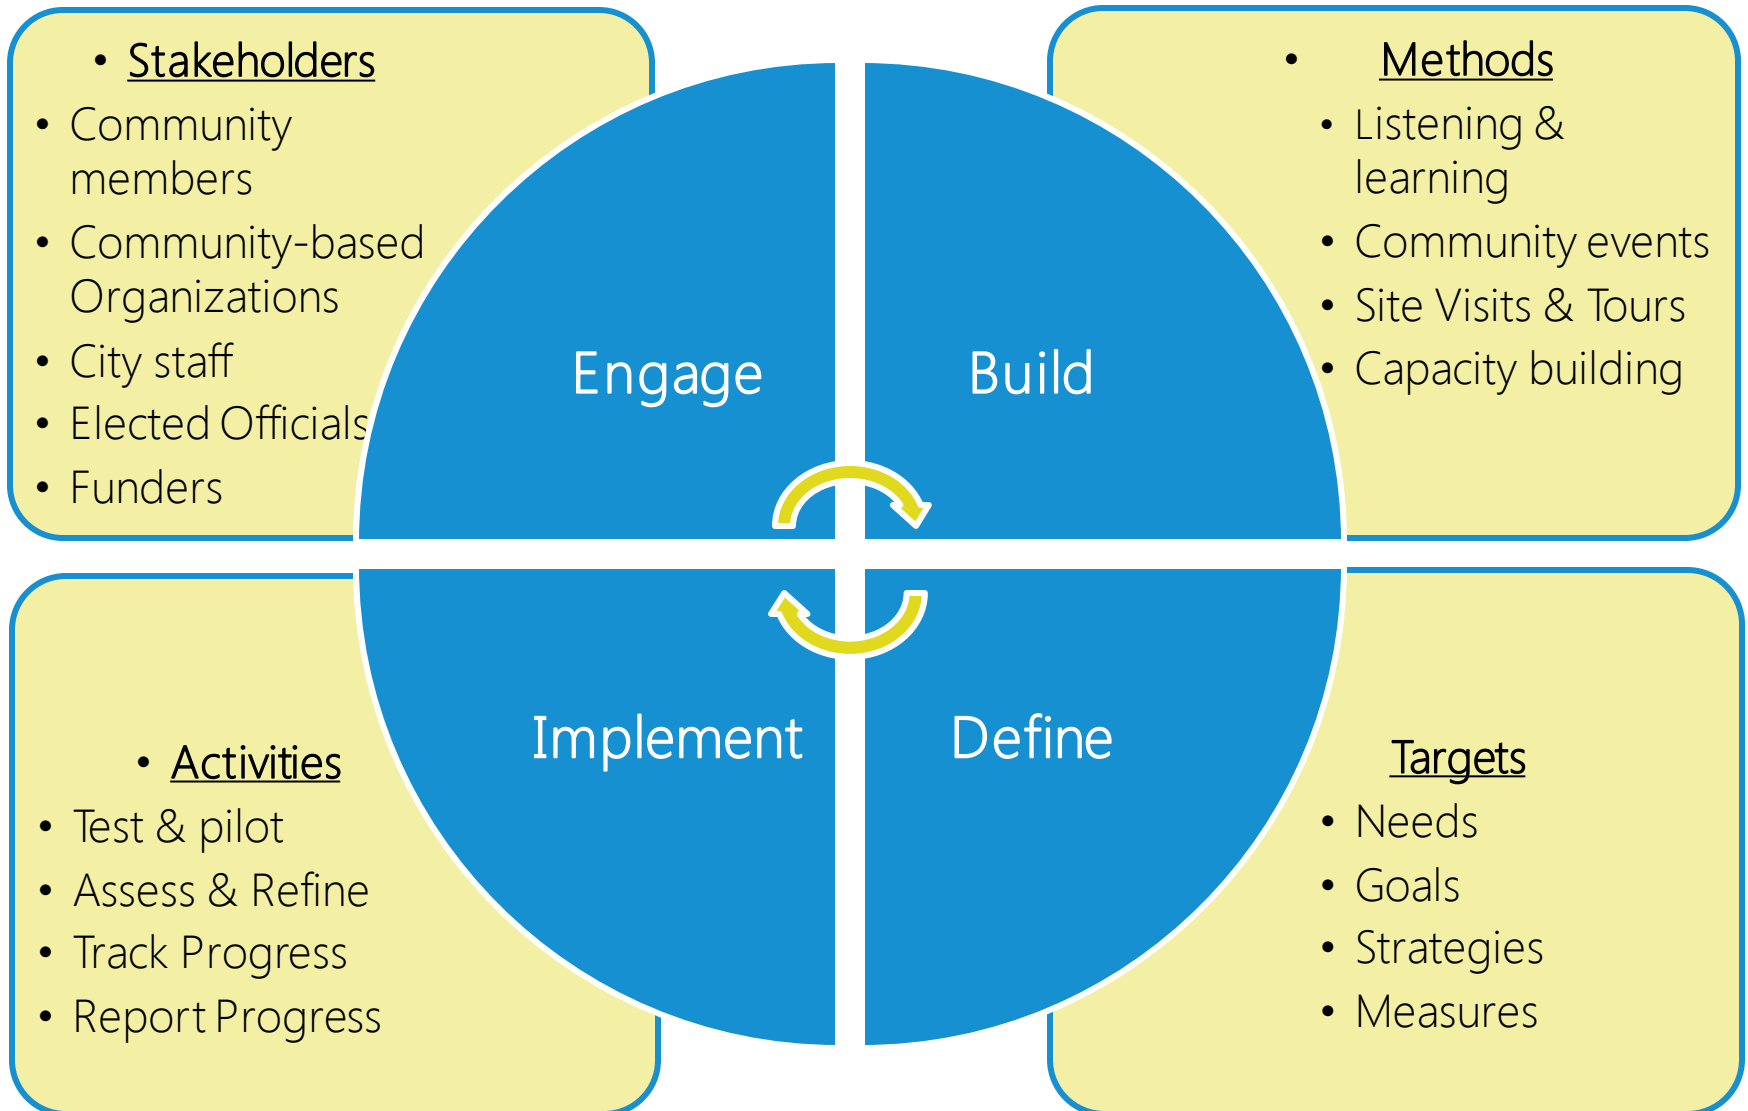 • Stakeholders
• Community
members
• Community-based
Organizations
• City staff
• Elected Officials
• Funders
• Methods
• Listening &
learning
• Community events
• Site Visits & Tours
• Capacity building
Engage
Build
Implement
Define
• Activities
• Test & pilot
• Assess & Refine
• Track Progress
• Report Progress
Targets
• Needs
• Goals
• Strategies
• Measures